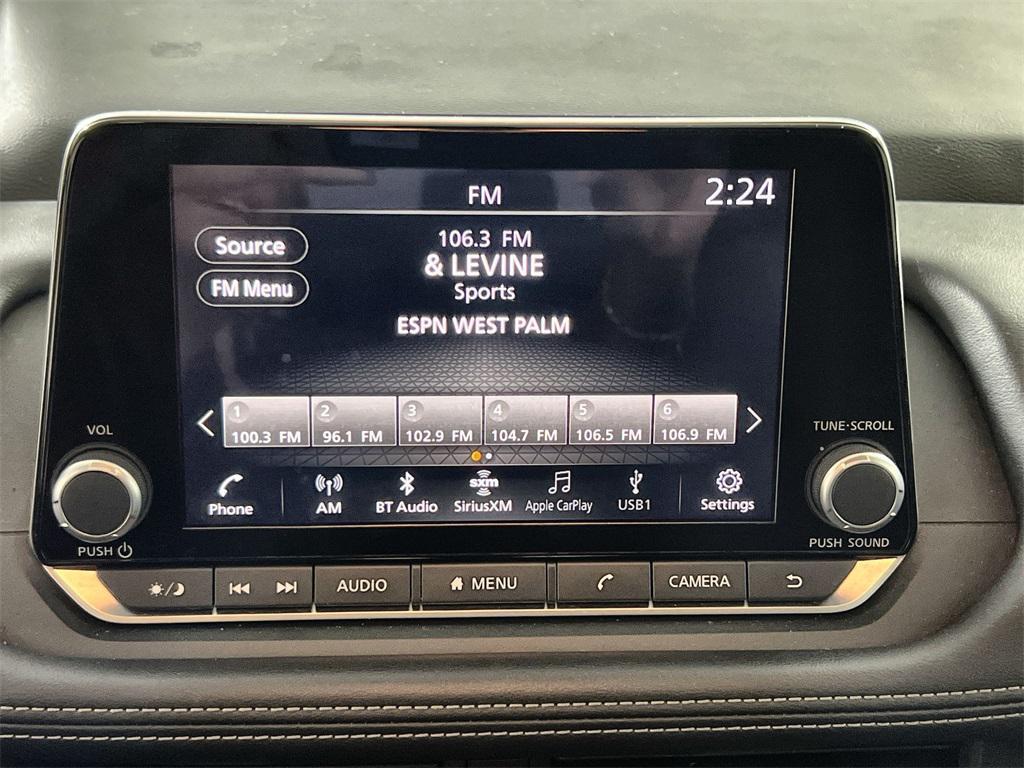 FM 2:24
Source
FM Menu
106.3 FM
& LEVINE
Sports
ESPN WEST PALM
1 2 3 4 5 6
100.3 FM 96.1 FM 102.9 FM 104.7 FM 106.5 FM 106.9 FM
VOL
TUNE·SCROLL
sxm
Phone AM BT Audio SiriusXM Apple CarPlay USB1 Settings
PUSH
PUSH SOUND
AUDIO MENU CAMERA